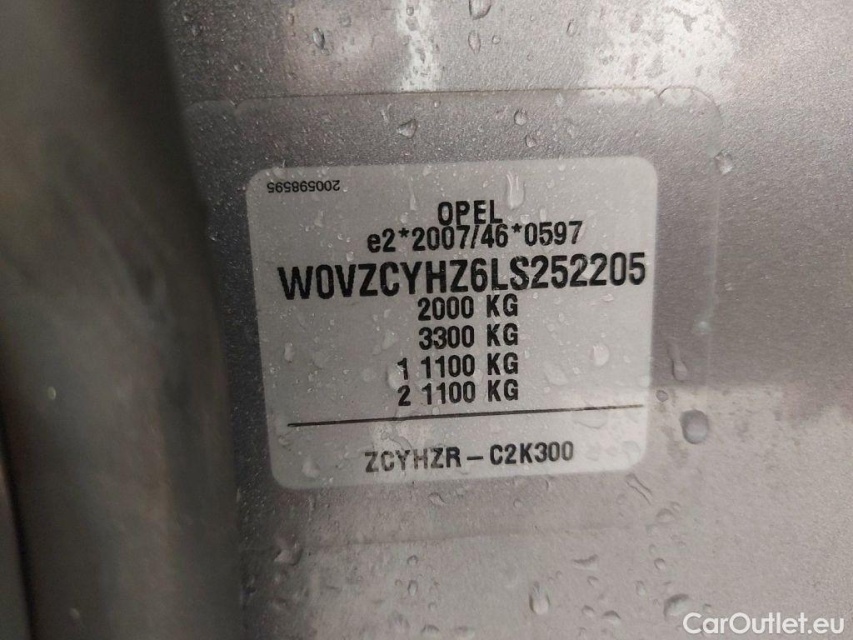 200598595
OPEL
e2*2007/46*0597
W0VZCYHZ6LS252205
2000 KG
3300 KG
1 1100 KG
2 1100 KG
ZCYHZR - C2K300
CarOutlet.eu